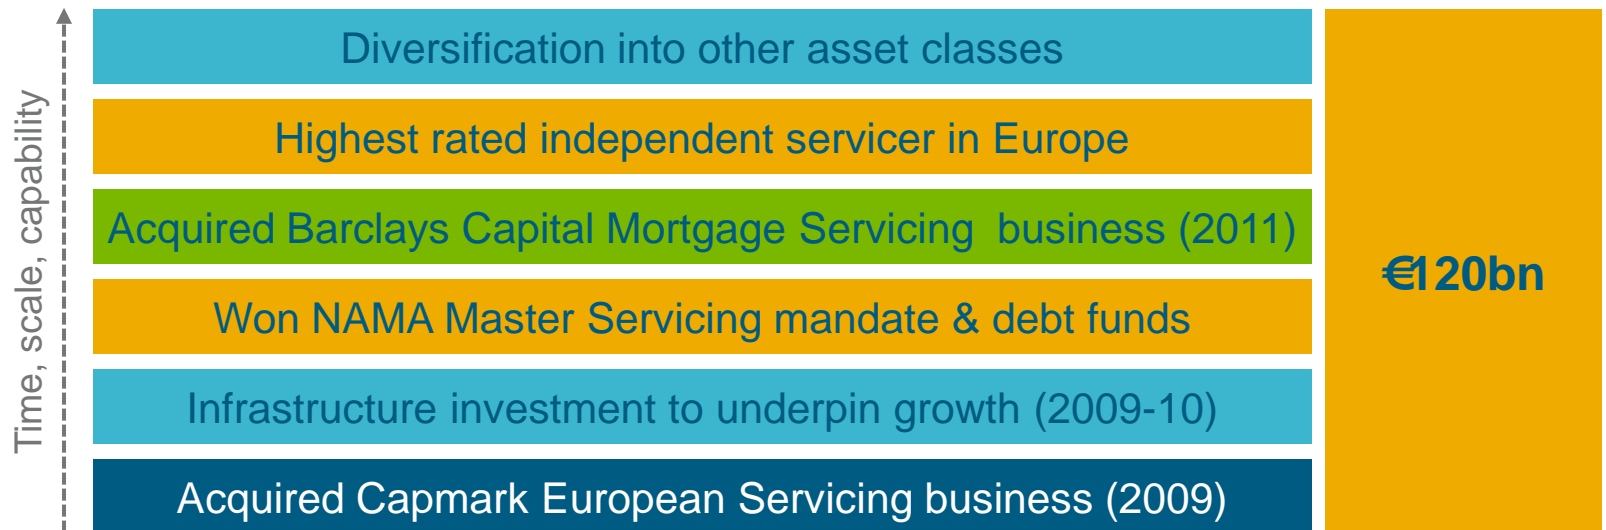 Time, scale, capability
Diversification into other asset classes
Highest rated independent servicer in Europe
Acquired Barclays Capital Mortgage Servicing  business (2011)
Won NAMA Master Servicing mandate & debt funds
Infrastructure investment to underpin growth (2009-10)
Acquired Capmark European Servicing business (2009)
€120bn